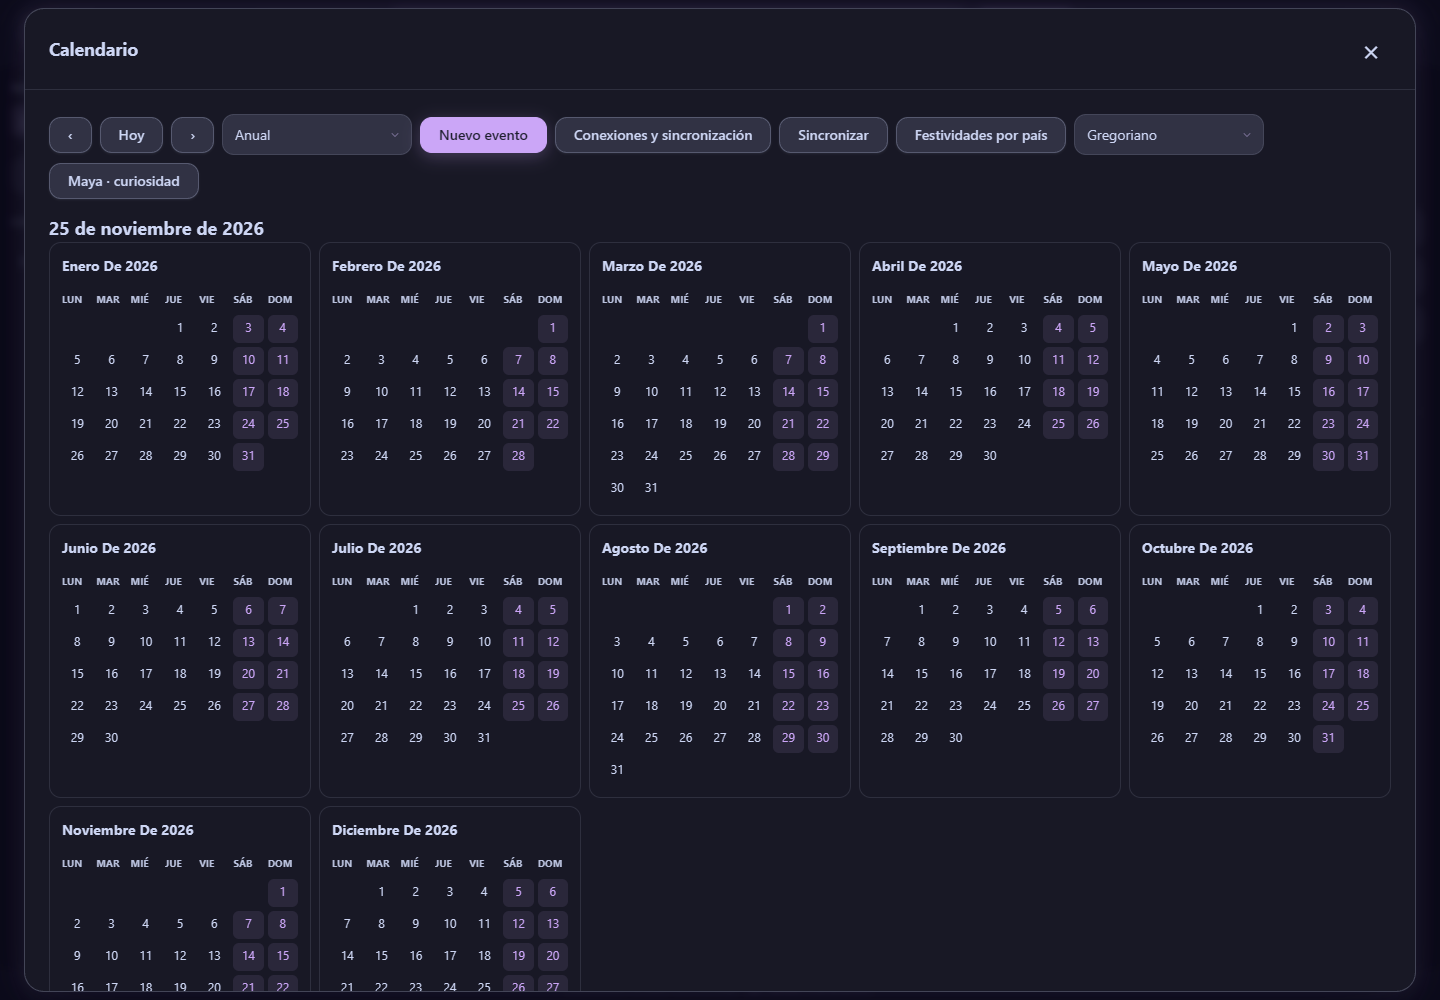 Calendario
‹ Hoy › Anual Nuevo evento Conexiones y sincronización Sincronizar Festividades por país Gregoriano
Maya · curiosidad
25 de noviembre de 2026
Enero De 2026
LUN MAR MIÉ JUE VIE SÁB DOM
1 2 3 4
5 6 7 8 9 10 11
12 13 14 15 16 17 18
19 20 21 22 23 24 25
26 27 28 29 30 31
Febrero De 2026
LUN MAR MIÉ JUE VIE SÁB DOM
1
2 3 4 5 6 7 8
9 10 11 12 13 14 15
16 17 18 19 20 21 22
23 24 25 26 27 28
Marzo De 2026
LUN MAR MIÉ JUE VIE SÁB DOM
1
2 3 4 5 6 7 8
9 10 11 12 13 14 15
16 17 18 19 20 21 22
23 24 25 26 27 28 29
30 31
Abril De 2026
LUN MAR MIÉ JUE VIE SÁB DOM
1 2 3 4 5
6 7 8 9 10 11 12
13 14 15 16 17 18 19
20 21 22 23 24 25 26
27 28 29 30
Mayo De 2026
LUN MAR MIÉ JUE VIE SÁB DOM
1 2 3
4 5 6 7 8 9 10
11 12 13 14 15 16 17
18 19 20 21 22 23 24
25 26 27 28 29 30 31
Junio De 2026
LUN MAR MIÉ JUE VIE SÁB DOM
1 2 3 4 5 6 7
8 9 10 11 12 13 14
15 16 17 18 19 20 21
22 23 24 25 26 27 28
29 30
Julio De 2026
LUN MAR MIÉ JUE VIE SÁB DOM
1 2 3 4 5
6 7 8 9 10 11 12
13 14 15 16 17 18 19
20 21 22 23 24 25 26
27 28 29 30 31
Agosto De 2026
LUN MAR MIÉ JUE VIE SÁB DOM
1 2
3 4 5 6 7 8 9
10 11 12 13 14 15 16
17 18 19 20 21 22 23
24 25 26 27 28 29 30
31
Septiembre De 2026
LUN MAR MIÉ JUE VIE SÁB DOM
1 2 3 4 5 6
7 8 9 10 11 12 13
14 15 16 17 18 19 20
21 22 23 24 25 26 27
28 29 30
Octubre De 2026
LUN MAR MIÉ JUE VIE SÁB DOM
1 2 3 4
5 6 7 8 9 10 11
12 13 14 15 16 17 18
19 20 21 22 23 24 25
26 27 28 29 30 31
Noviembre De 2026
LUN MAR MIÉ JUE VIE SÁB DOM
1
2 3 4 5 6 7 8
9 10 11 12 13 14 15
16 17 18 19 20 21 22
Diciembre De 2026
LUN MAR MIÉ JUE VIE SÁB DOM
1 2 3 4 5 6
7 8 9 10 11 12 13
14 15 16 17 18 19 20
21 22 23 24 25 26 27